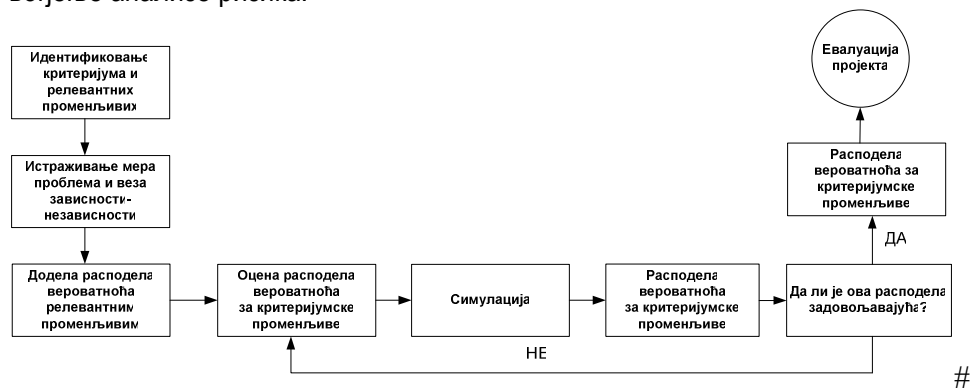 Идентификовање
критеријума и
релевантних
променљивих
Истраживање мера
проблема и веза
зависности-
независности
Додела расподела
вероватноћа
релевантним
променљивим
Оцена расподела
вероватноћа
за критеријумске
променљиве
Симулација
Расподела
вероватноћа
за критеријумске
променљиве
Да ли је ова расподела
задовољавајућа?
НЕ
ДА
Расподела
вероватноћа за
критеријумске
променљиве
Евалуација
пројекта
#